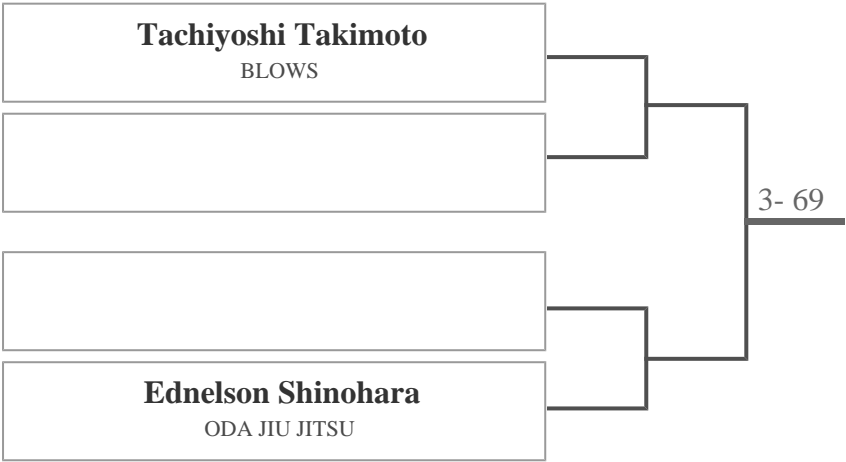 Tachiyoshi Takimoto
BLOWS
3- 69
Ednelson Shinohara
ODA JIU JITSU